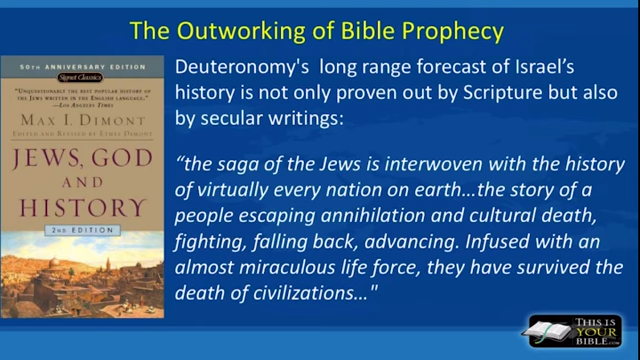 The Outworking of Bible Prophecy
50TH ANNIVERSARY EDITION
Signet Classics
"UNQUESTIONABLY THE BEST POPULAR HISTORY OF
THE JEWS WRITTEN IN THE ENGLISH LANGUAGE."
—LOS ANGELES TIMES
MAX I. DIMONT
EDITED AND REVISED BY ETHEL DIMONT
JEWS, GOD
AND
HISTORY
2ND EDITION
Deuteronomy's long range forecast of Israel's
history is not only proven out by Scripture but also
by secular writings:
"the saga of the Jews is interwoven with the history
of virtually every nation on earth…the story of a
people escaping annihilation and cultural death,
fighting, falling back, advancing. Infused with an
almost miraculous life force, they have survived the
death of civilizations…"
THIS IS
YOUR
BIBLE.COM